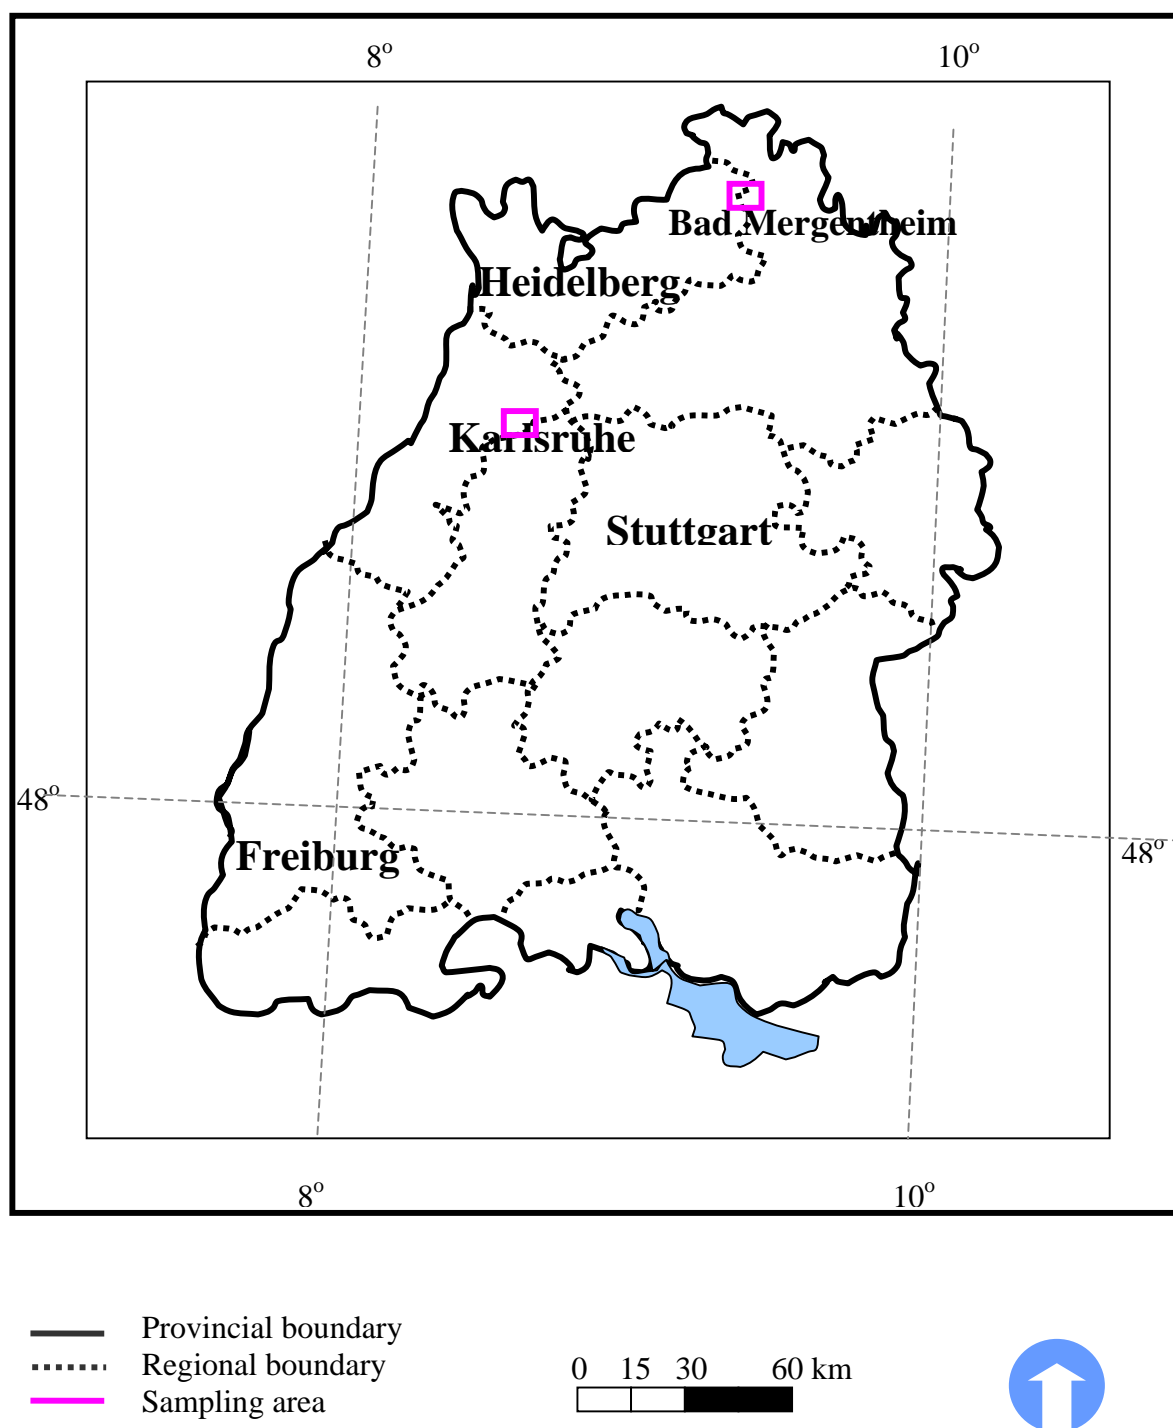 8° 10°
Bad Mergentheim
Heidelberg
Karlsruhe
Stuttgart
48°
48°
Freiburg
8° 10°
Provincial boundary
Regional boundary
Sampling area
0 15 30 60 km